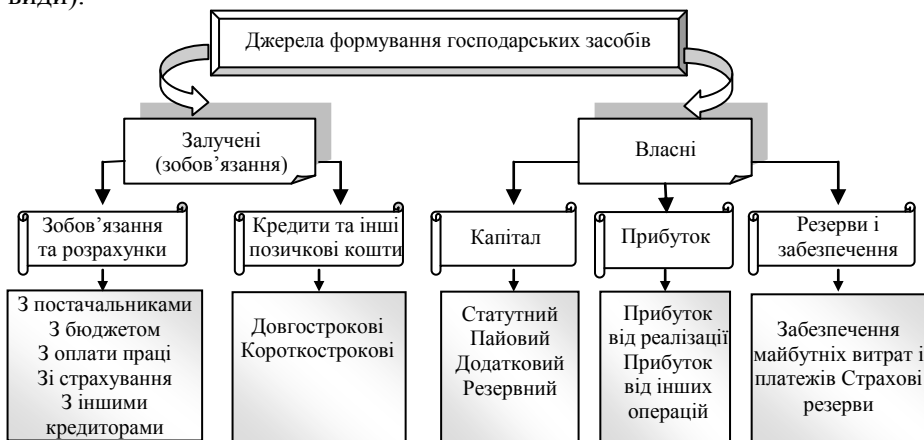 види).
Джерела формування господарських засобів
Залучені
(зобов’язання)
Власні
Зобов’язання
та розрахунки
Кредити та інші
позичкові кошти
Капітал
Прибуток
Резерви і
забезпечення
З постачальниками
З бюджетом
З оплати праці
Зі страхування
З іншими
кредиторами
Довгострокові
Короткострокові
Статутний
Пайовий
Додатковий
Резервний
Прибуток
від реалізації
Прибуток
від інших
операцій
Забезпечення
майбутніх витрат і
платежів Страхові
резерви